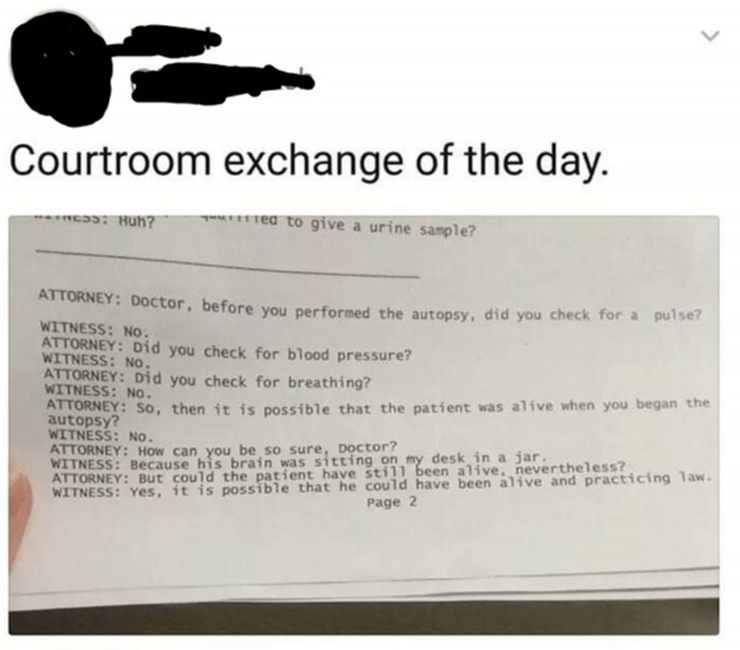 Courtroom exchange of the day.
Huh?
to give a urine sample?
ATTORNEY: Doctor, before you performed the autopsy, did you check for a pulse?
WITNESS: No.
ATTORNEY: Did you check for blood pressure?
WITNESS: No.
ATTORNEY: Did you check for breathing?
WITNESS: No.
ATTORNEY: So, then it is possible that the patient was alive when you began the
autopsy?
WITNESS: No.
ATTORNEY: How can you be so sure, Doctor?
WITNESS: Because his brain was sitting on my desk in a jar.
ATTORNEY: But could the patient have still been alive, nevertheless?
WITNESS: Yes, it is possible that he could have been alive and practicing law.
Page 2